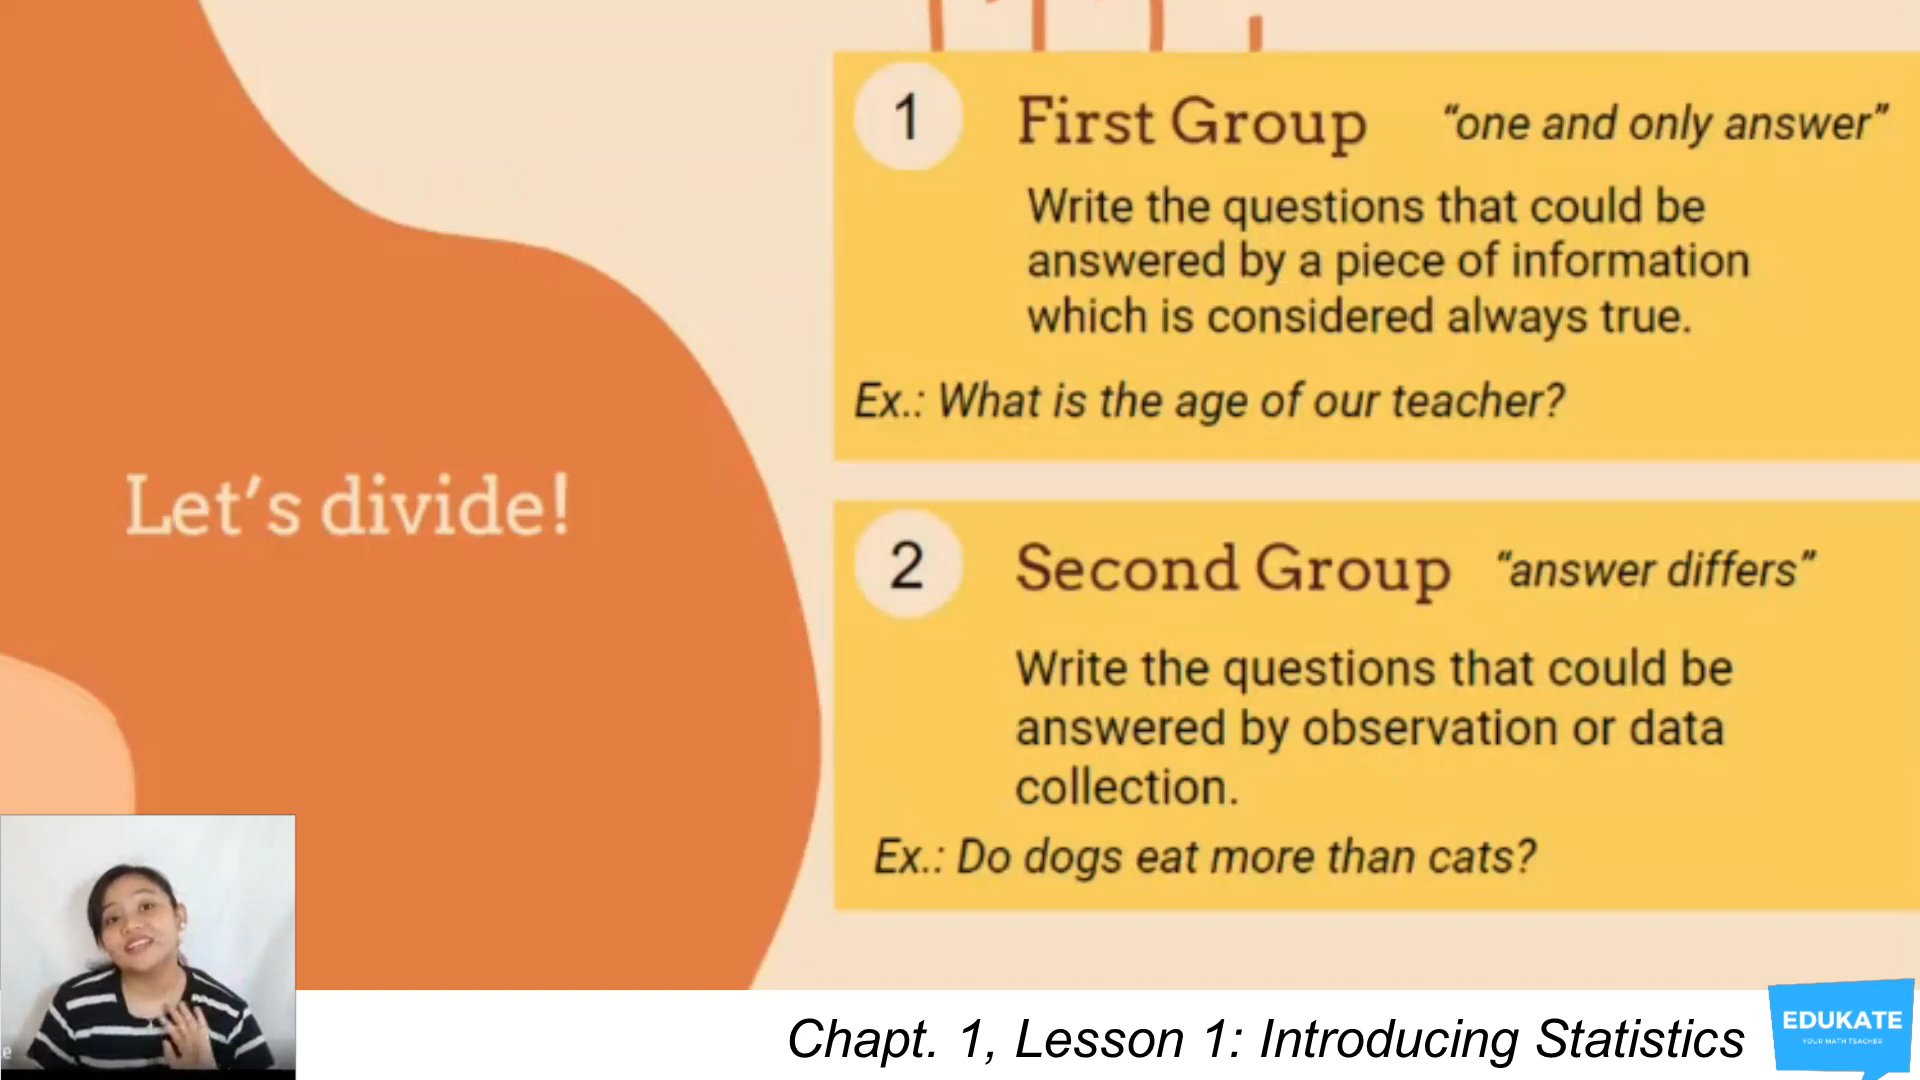 1
First Group
“one and only answer”
Write the questions that could be
answered by a piece of information
which is considered always true.
Ex.: What is the age of our teacher?
Let’s divide!
2
Second Group
“answer differs”
Write the questions that could be
answered by observation or data
collection.
Ex.: Do dogs eat more than cats?
Chapt. 1, Lesson 1: Introducing Statistics
EDUKATE
YOUR MATH TEACHER